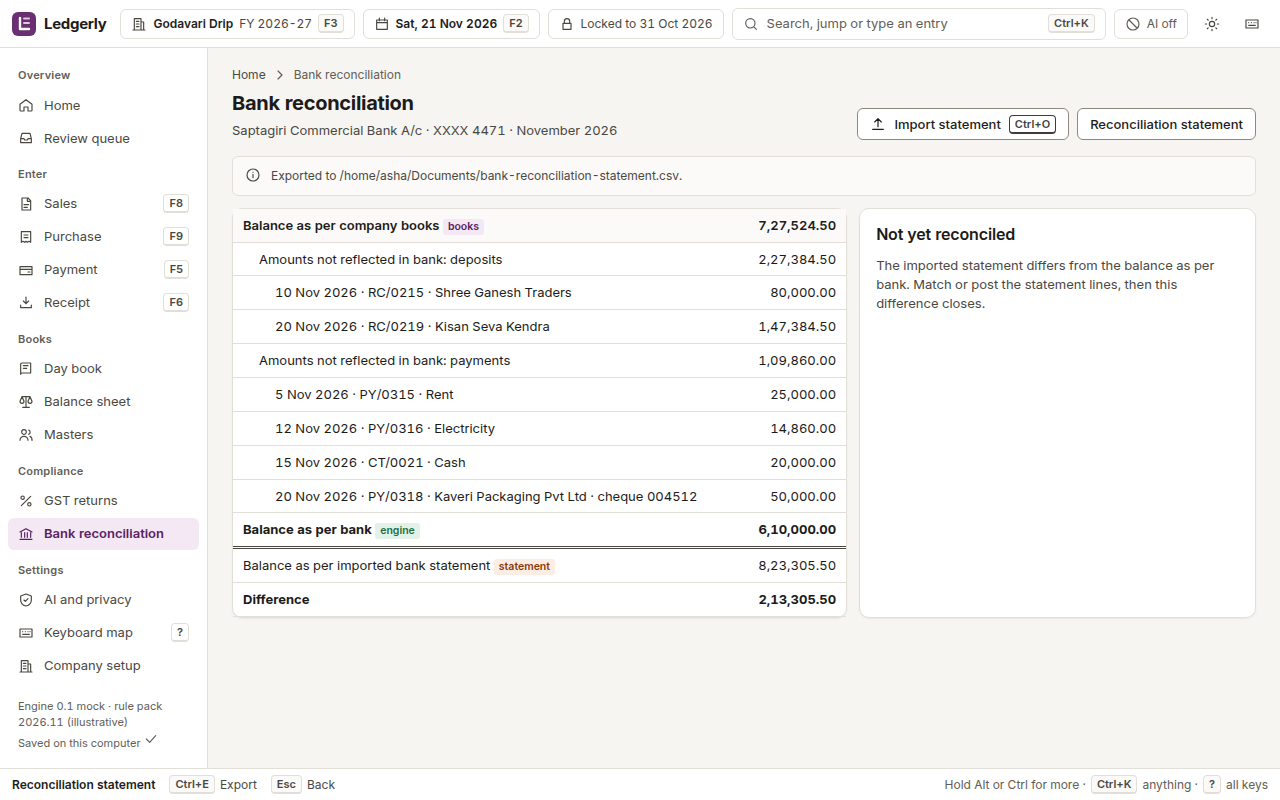 Ledgerly
Godavari Drip FY 2026-27 F3
Sat, 21 Nov 2026 F2
Locked to 31 Oct 2026
Search, jump or type an entry Ctrl+K
AI off
Overview
Home
Review queue
Enter
Sales F8
Purchase F9
Payment F5
Receipt F6
Books
Day book
Balance sheet
Masters
Compliance
GST returns
Bank reconciliation
Settings
AI and privacy
Keyboard map ?
Company setup
Engine 0.1 mock · rule pack
2026.11 (illustrative)
Saved on this computer
Home Bank reconciliation
Bank reconciliation
Saptagiri Commercial Bank A/c · XXXX 4471 · November 2026
Import statement Ctrl+O
Reconciliation statement
Exported to /home/asha/Documents/bank-reconciliation-statement.csv.
Balance as per company books books 7,27,524.50
Amounts not reflected in bank: deposits 2,27,384.50
10 Nov 2026 · RC/0215 · Shree Ganesh Traders 80,000.00
20 Nov 2026 · RC/0219 · Kisan Seva Kendra 1,47,384.50
Amounts not reflected in bank: payments 1,09,860.00
5 Nov 2026 · PY/0315 · Rent 25,000.00
12 Nov 2026 · PY/0316 · Electricity 14,860.00
15 Nov 2026 · CT/0021 · Cash 20,000.00
20 Nov 2026 · PY/0318 · Kaveri Packaging Pvt Ltd · cheque 004512 50,000.00
Balance as per bank engine 6,10,000.00
Balance as per imported bank statement statement 8,23,305.50
Difference 2,13,305.50
Not yet reconciled
The imported statement differs from the balance as per
bank. Match or post the statement lines, then this
difference closes.
Reconciliation statement Ctrl+E Export Esc Back
Hold Alt or Ctrl for more · Ctrl+K anything · ? all keys